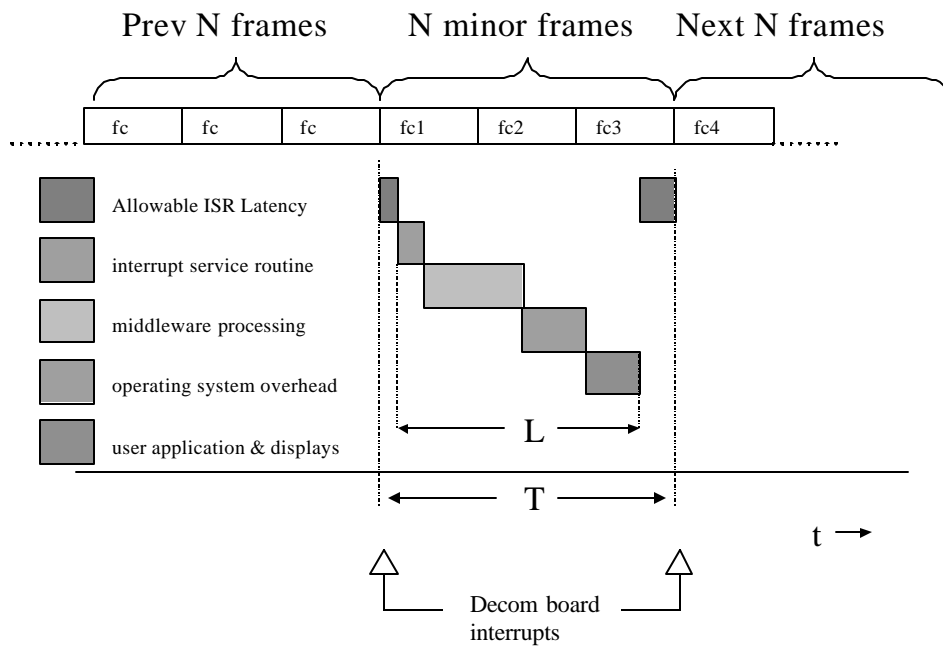 Prev N frames N minor frames Next N frames
fc fc fc fc1 fc2 fc3 fc4
Allowable ISR Latency
interrupt service routine
middleware processing
operating system overhead
L
user application & displays
T
t
Decom board
interrupts